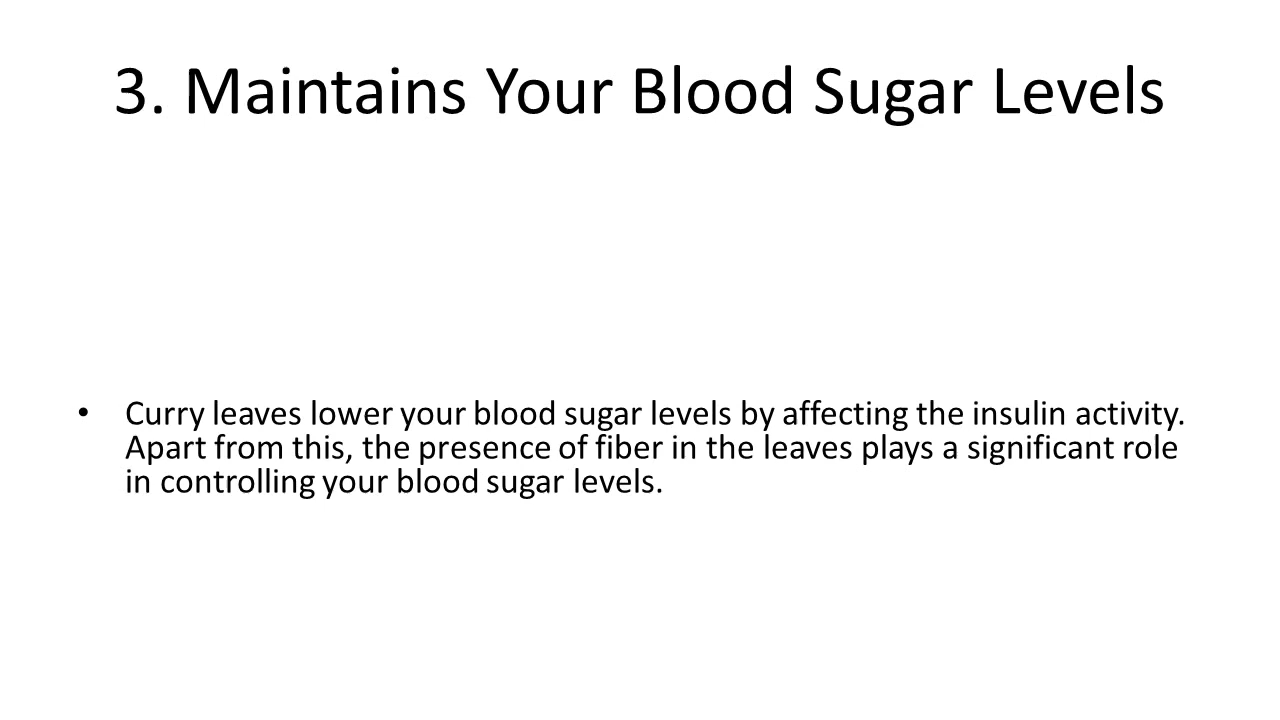 3. Maintains Your Blood Sugar Levels
• Curry leaves lower your blood sugar levels by affecting the insulin activity.
Apart from this, the presence of fiber in the leaves plays a significant role
in controlling your blood sugar levels.